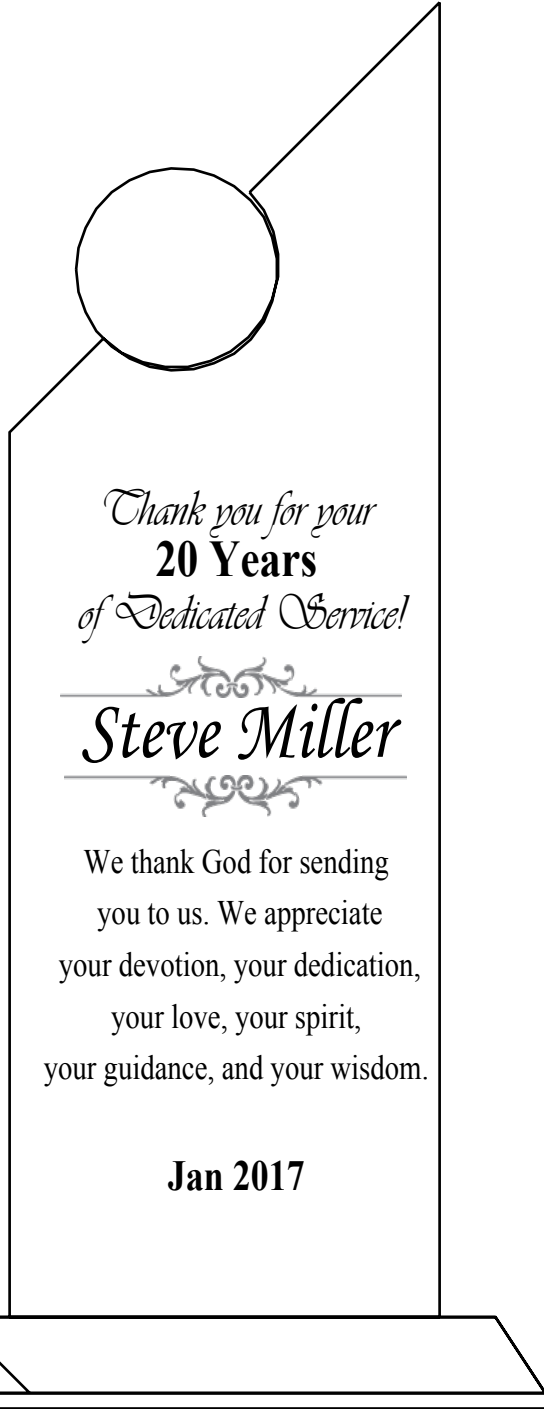 Thank you for your
20 Years
of Dedicated Service!
Steve Miller
We thank God for sending
you to us. We appreciate
your devotion, your dedication,
your love, your spirit,
your guidance, and your wisdom.
Jan 2017